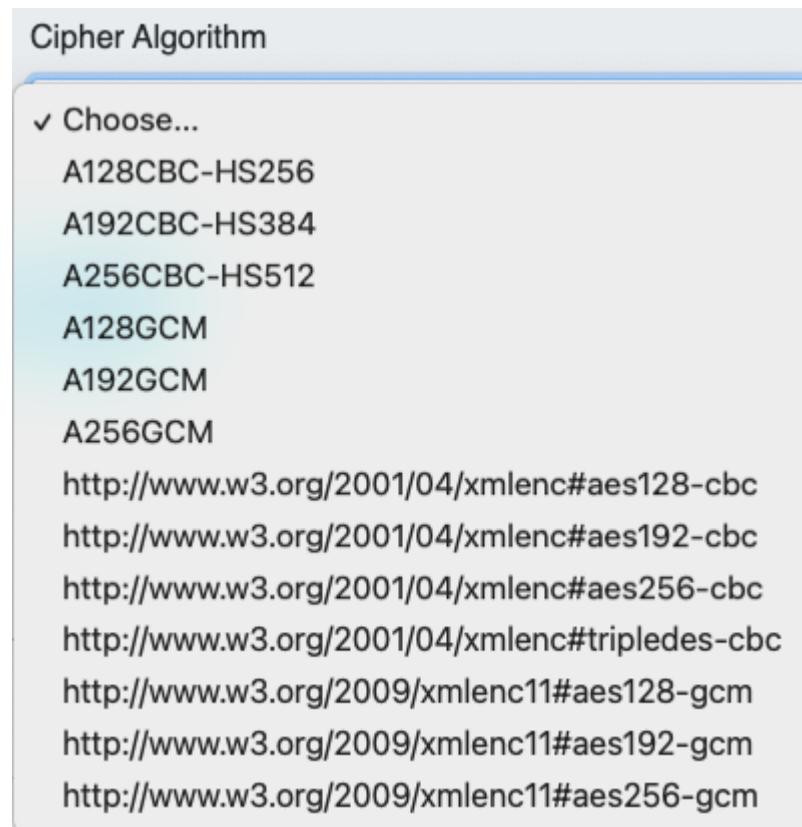 Cipher Algorithm
✓ Choose...
A128CBC-HS256
A192CBC-HS384
A256CBC-HS512
A128GCM
A192GCM
A256GCM
http://www.w3.org/2001/04/xmlenc#aes128-cbc
http://www.w3.org/2001/04/xmlenc#aes192-cbc
http://www.w3.org/2001/04/xmlenc#aes256-cbc
http://www.w3.org/2001/04/xmlenc#tripledes-cbc
http://www.w3.org/2009/xmlenc11#aes128-gcm
http://www.w3.org/2009/xmlenc11#aes192-gcm
http://www.w3.org/2009/xmlenc11#aes256-gcm